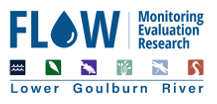 FLOW
Monitoring
Evaluation
Research
Lower Goulburn River